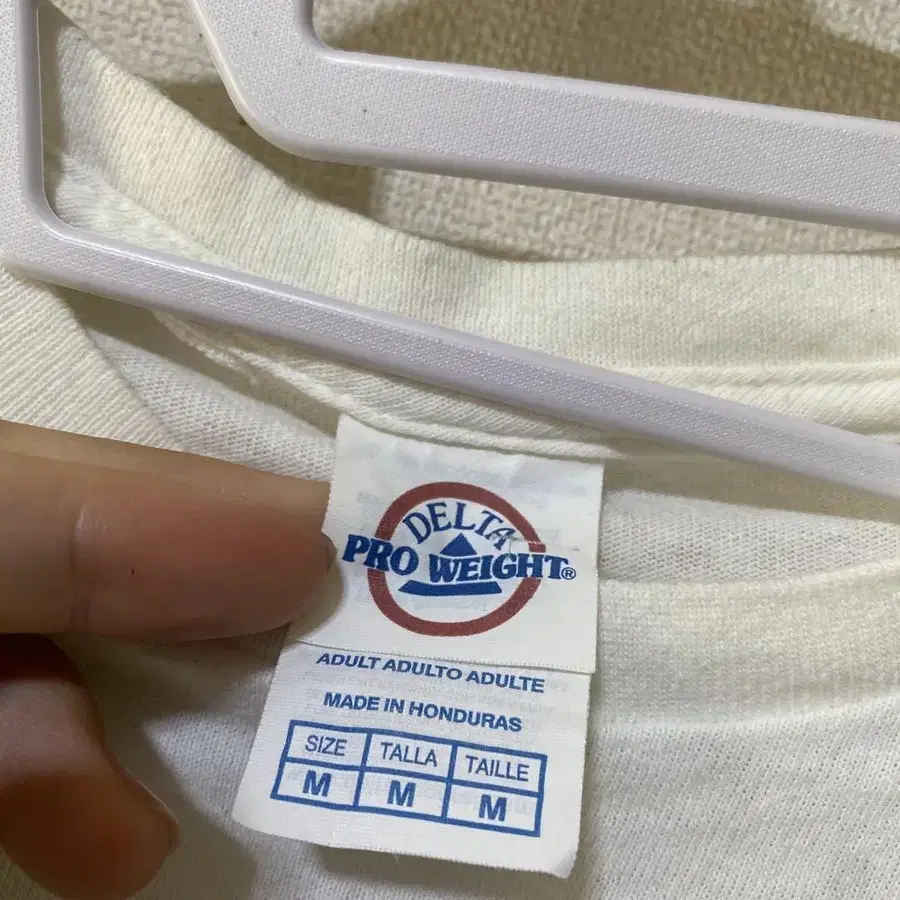 DELTA
PRO WEIGHT®
ADULT ADULTO ADULTE
MADE IN HONDURAS
SIZE TALLA TAILLE
M M M